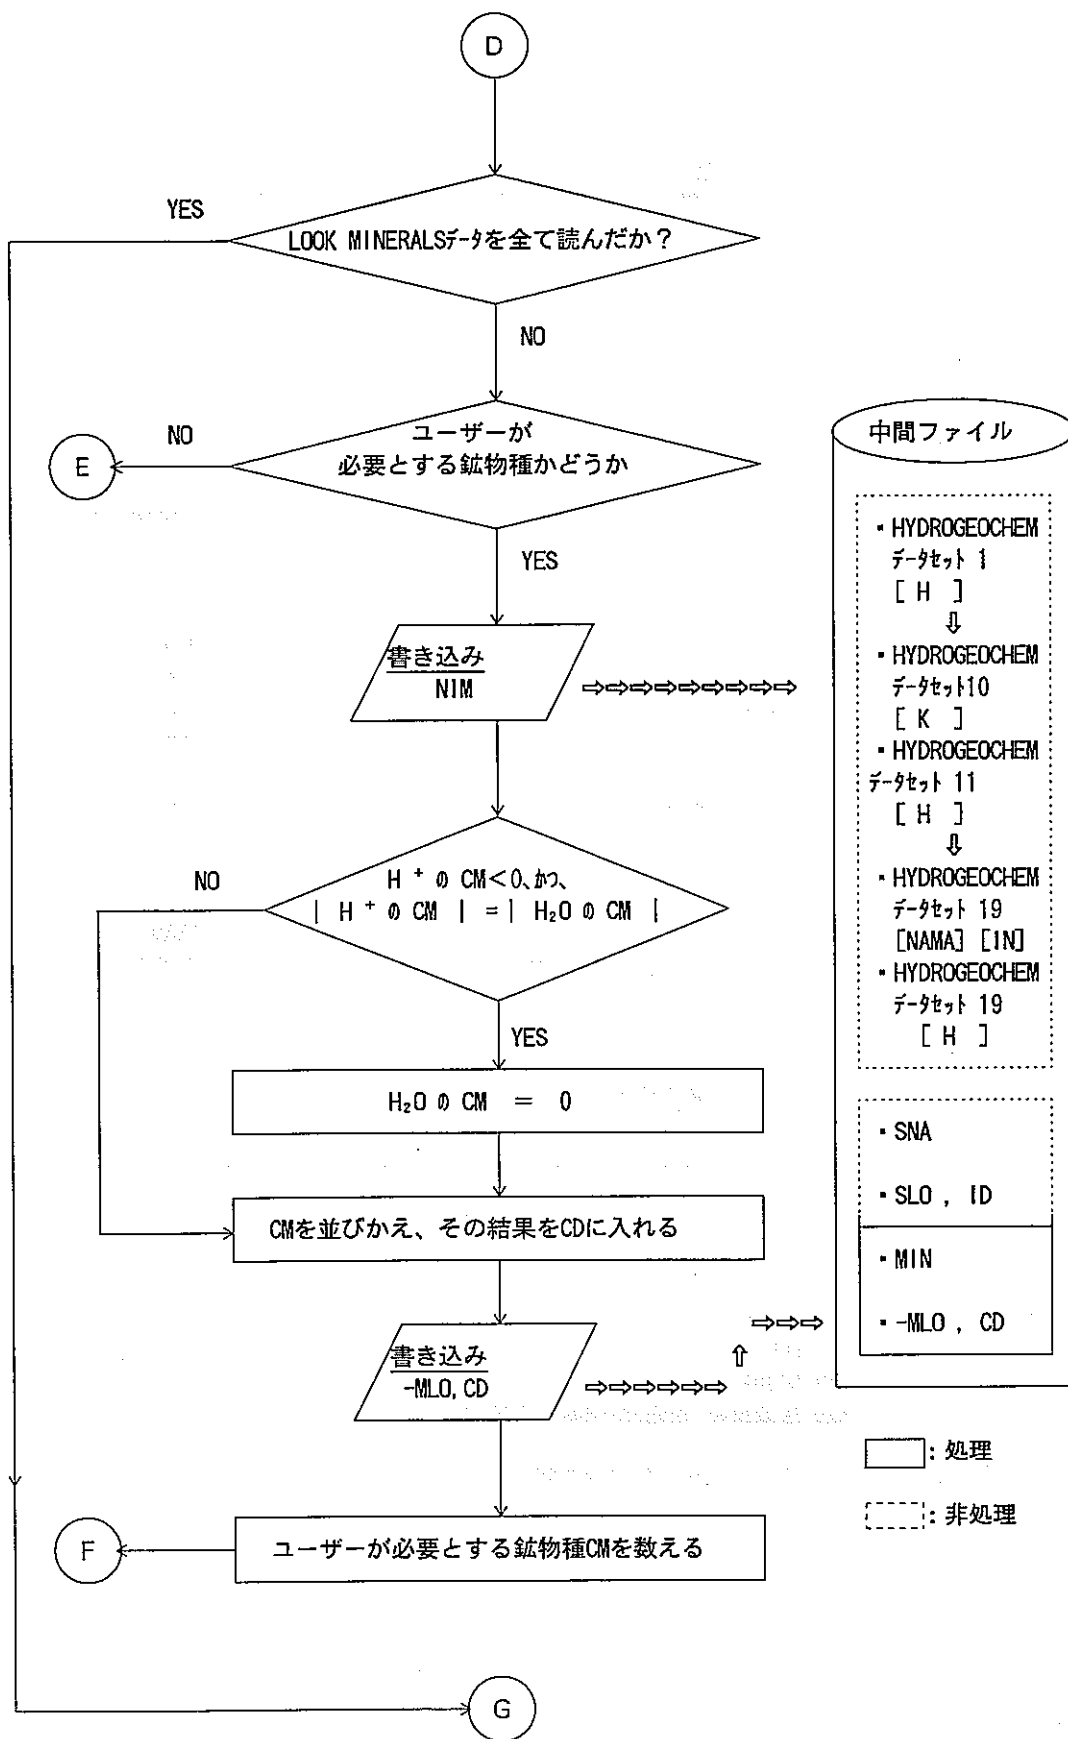 D
YES
LOOK MINERALSデータを全て読んだか？
NO
ユーザーが
必要とする鉱物種かどうか
NO
E
YES
書き込み
NIM
⇨⇨⇨⇨⇨⇨⇨⇨⇨
H⁺ の CM<0、かつ、
| H⁺ の CM | = | H₂O の CM |
NO
YES
H₂O の CM = 0
CMを並びかえ、その結果をCDに入れる
書き込み
-MLO, CD
⇨⇨⇨⇨⇨⇨
⇧
⇨⇨⇨
ユーザーが必要とする鉱物種CMを数える
F
G
中間ファイル
▪ HYDROGEOCHEM
データセット 1
[ H ]
⇩
▪ HYDROGEOCHEM
データセット10
[ K ]
▪ HYDROGEOCHEM
データセット 11
[ H ]
⇩
▪ HYDROGEOCHEM
データセット 19
[NAMA] [IN]
▪ HYDROGEOCHEM
データセット 19
[ H ]
▪ SNA
▪ SLO , ID
▪ MIN
▪ -MLO , CD
: 処理
: 非処理